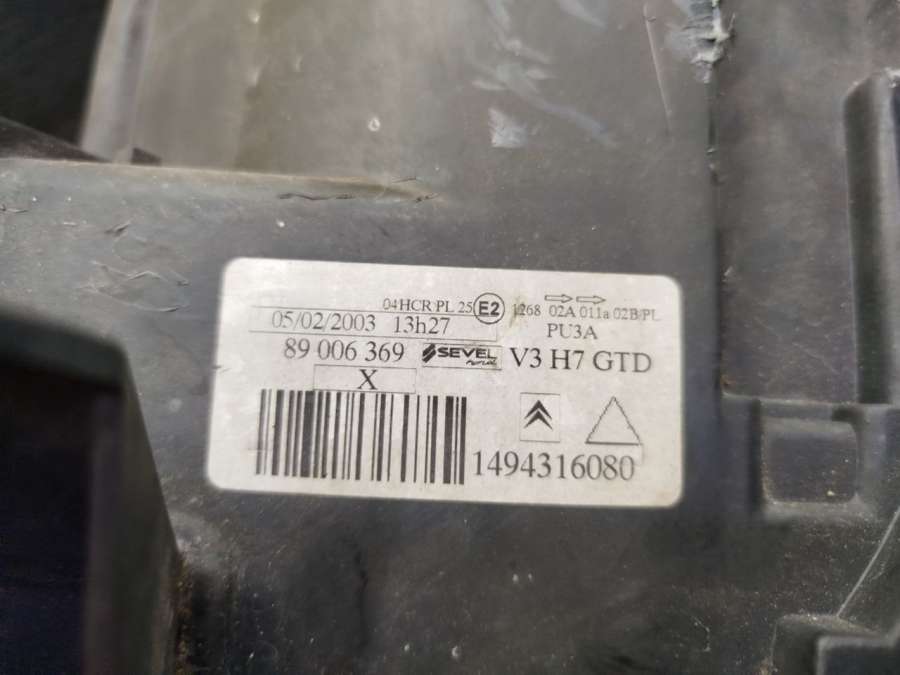 04HCR PL 25 E2 1268 02A 011a 02B/PL
05/02/2003 13h27 PU3A
89 006 369 SEVEL V3 H7 GTD
X
1494316080